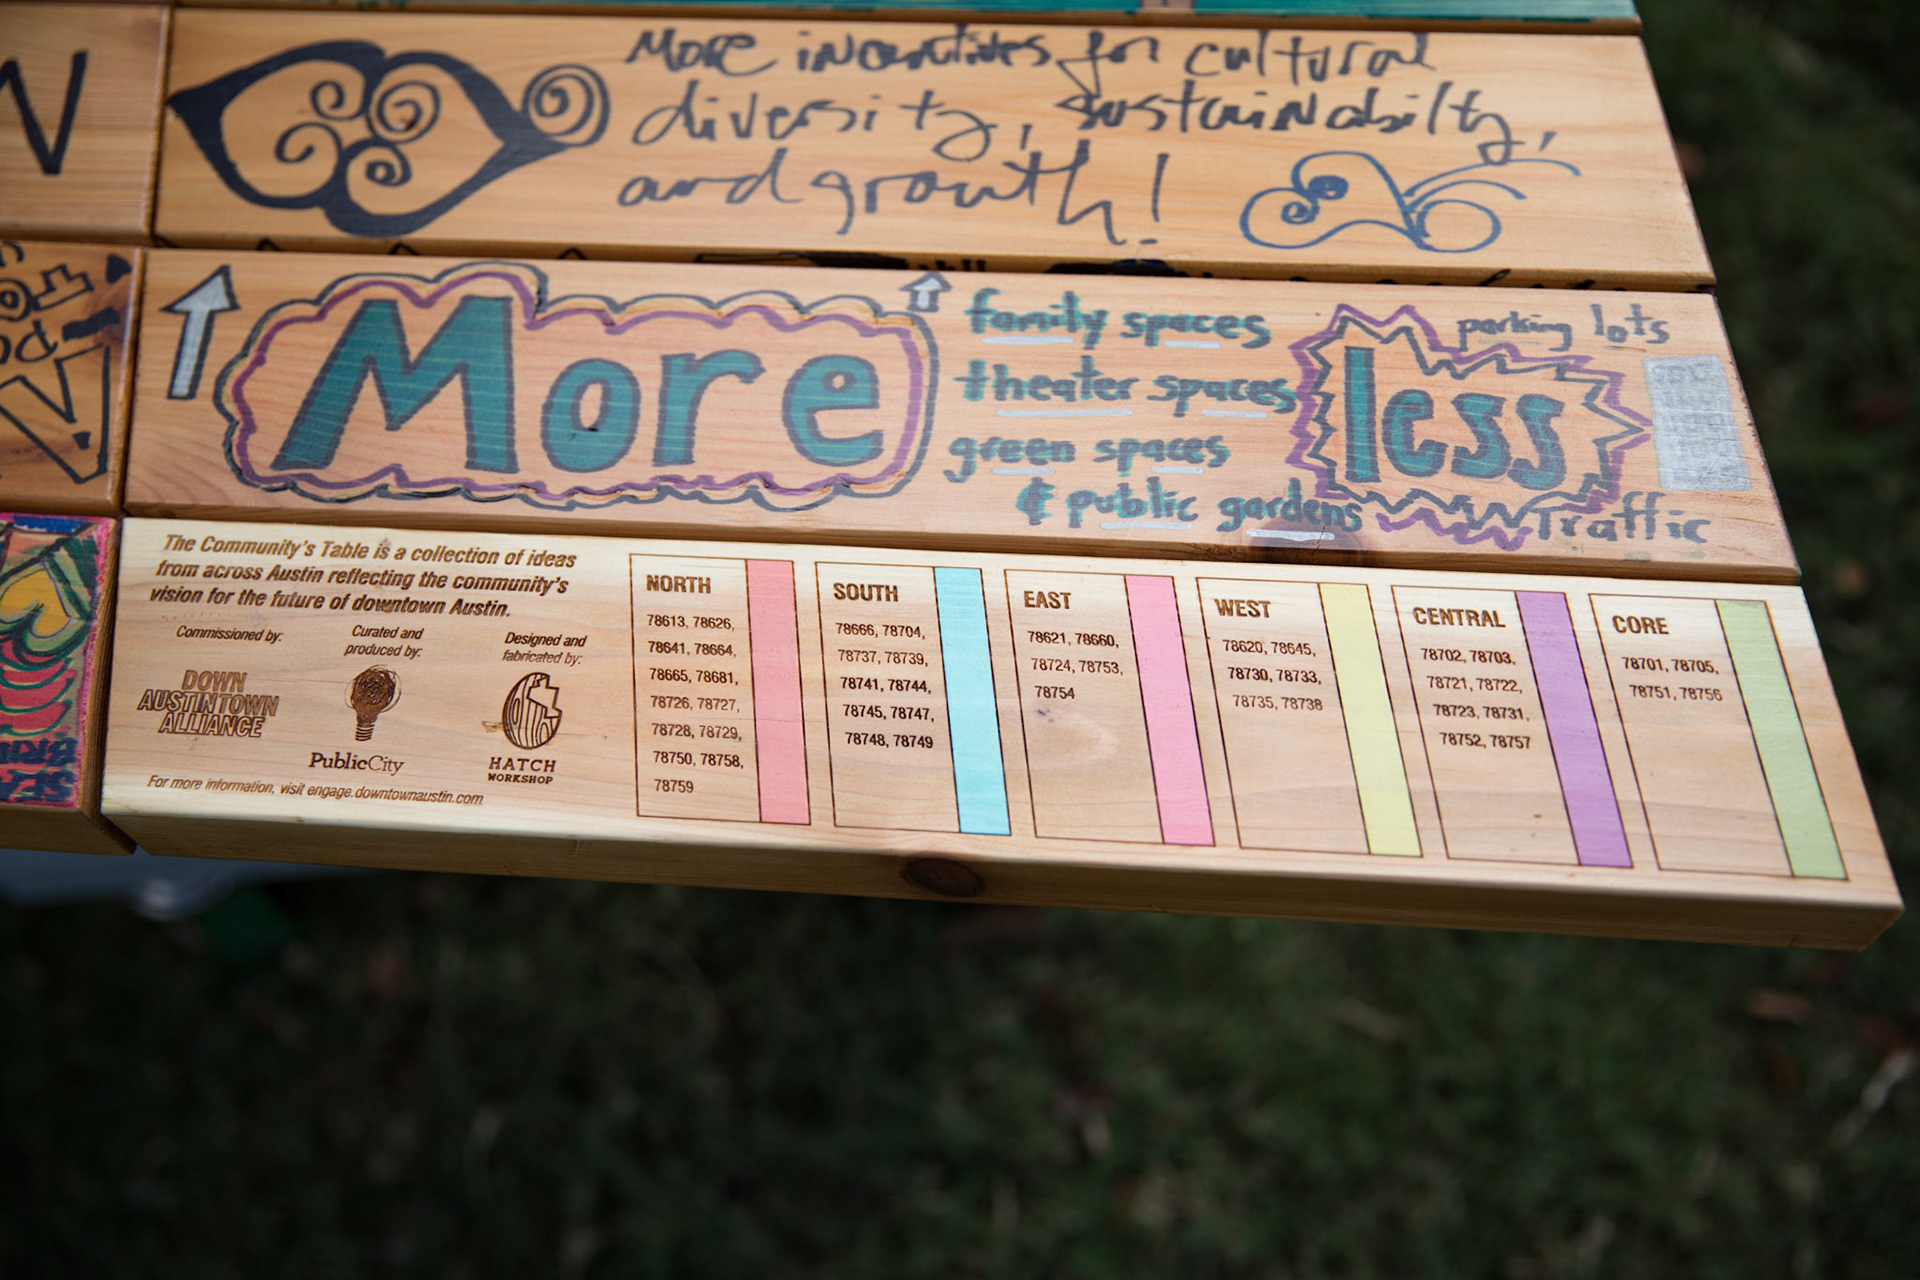 More incentives for cultural
diversity, sustainabilty,
and growth!
More
family spaces
theater spaces
green spaces
& public gardens
less
parking lots
Traffic
The Community's Table is a collection of ideas
from across Austin reflecting the community's
vision for the future of downtown Austin.
Commissioned by:
DOWN
AUSTINTOWN
ALLIANCE
Curated and
produced by:
PublicCity
Designed and
fabricated by:
HATCH
WORKSHOP
For more information, visit engage.downtownaustin.com
NORTH
78613, 78626,
78641, 78664,
78665, 78681,
78726, 78727,
78728, 78729,
78750, 78758,
78759
SOUTH
78666, 78704,
78737, 78739,
78741, 78744,
78745, 78747,
78748, 78749
EAST
78621, 78660,
78724, 78753,
78754
WEST
78620, 78645,
78730, 78733,
78735, 78738
CENTRAL
78702, 78703,
78721, 78722,
78723, 78731,
78752, 78757
CORE
78701, 78705,
78751, 78756